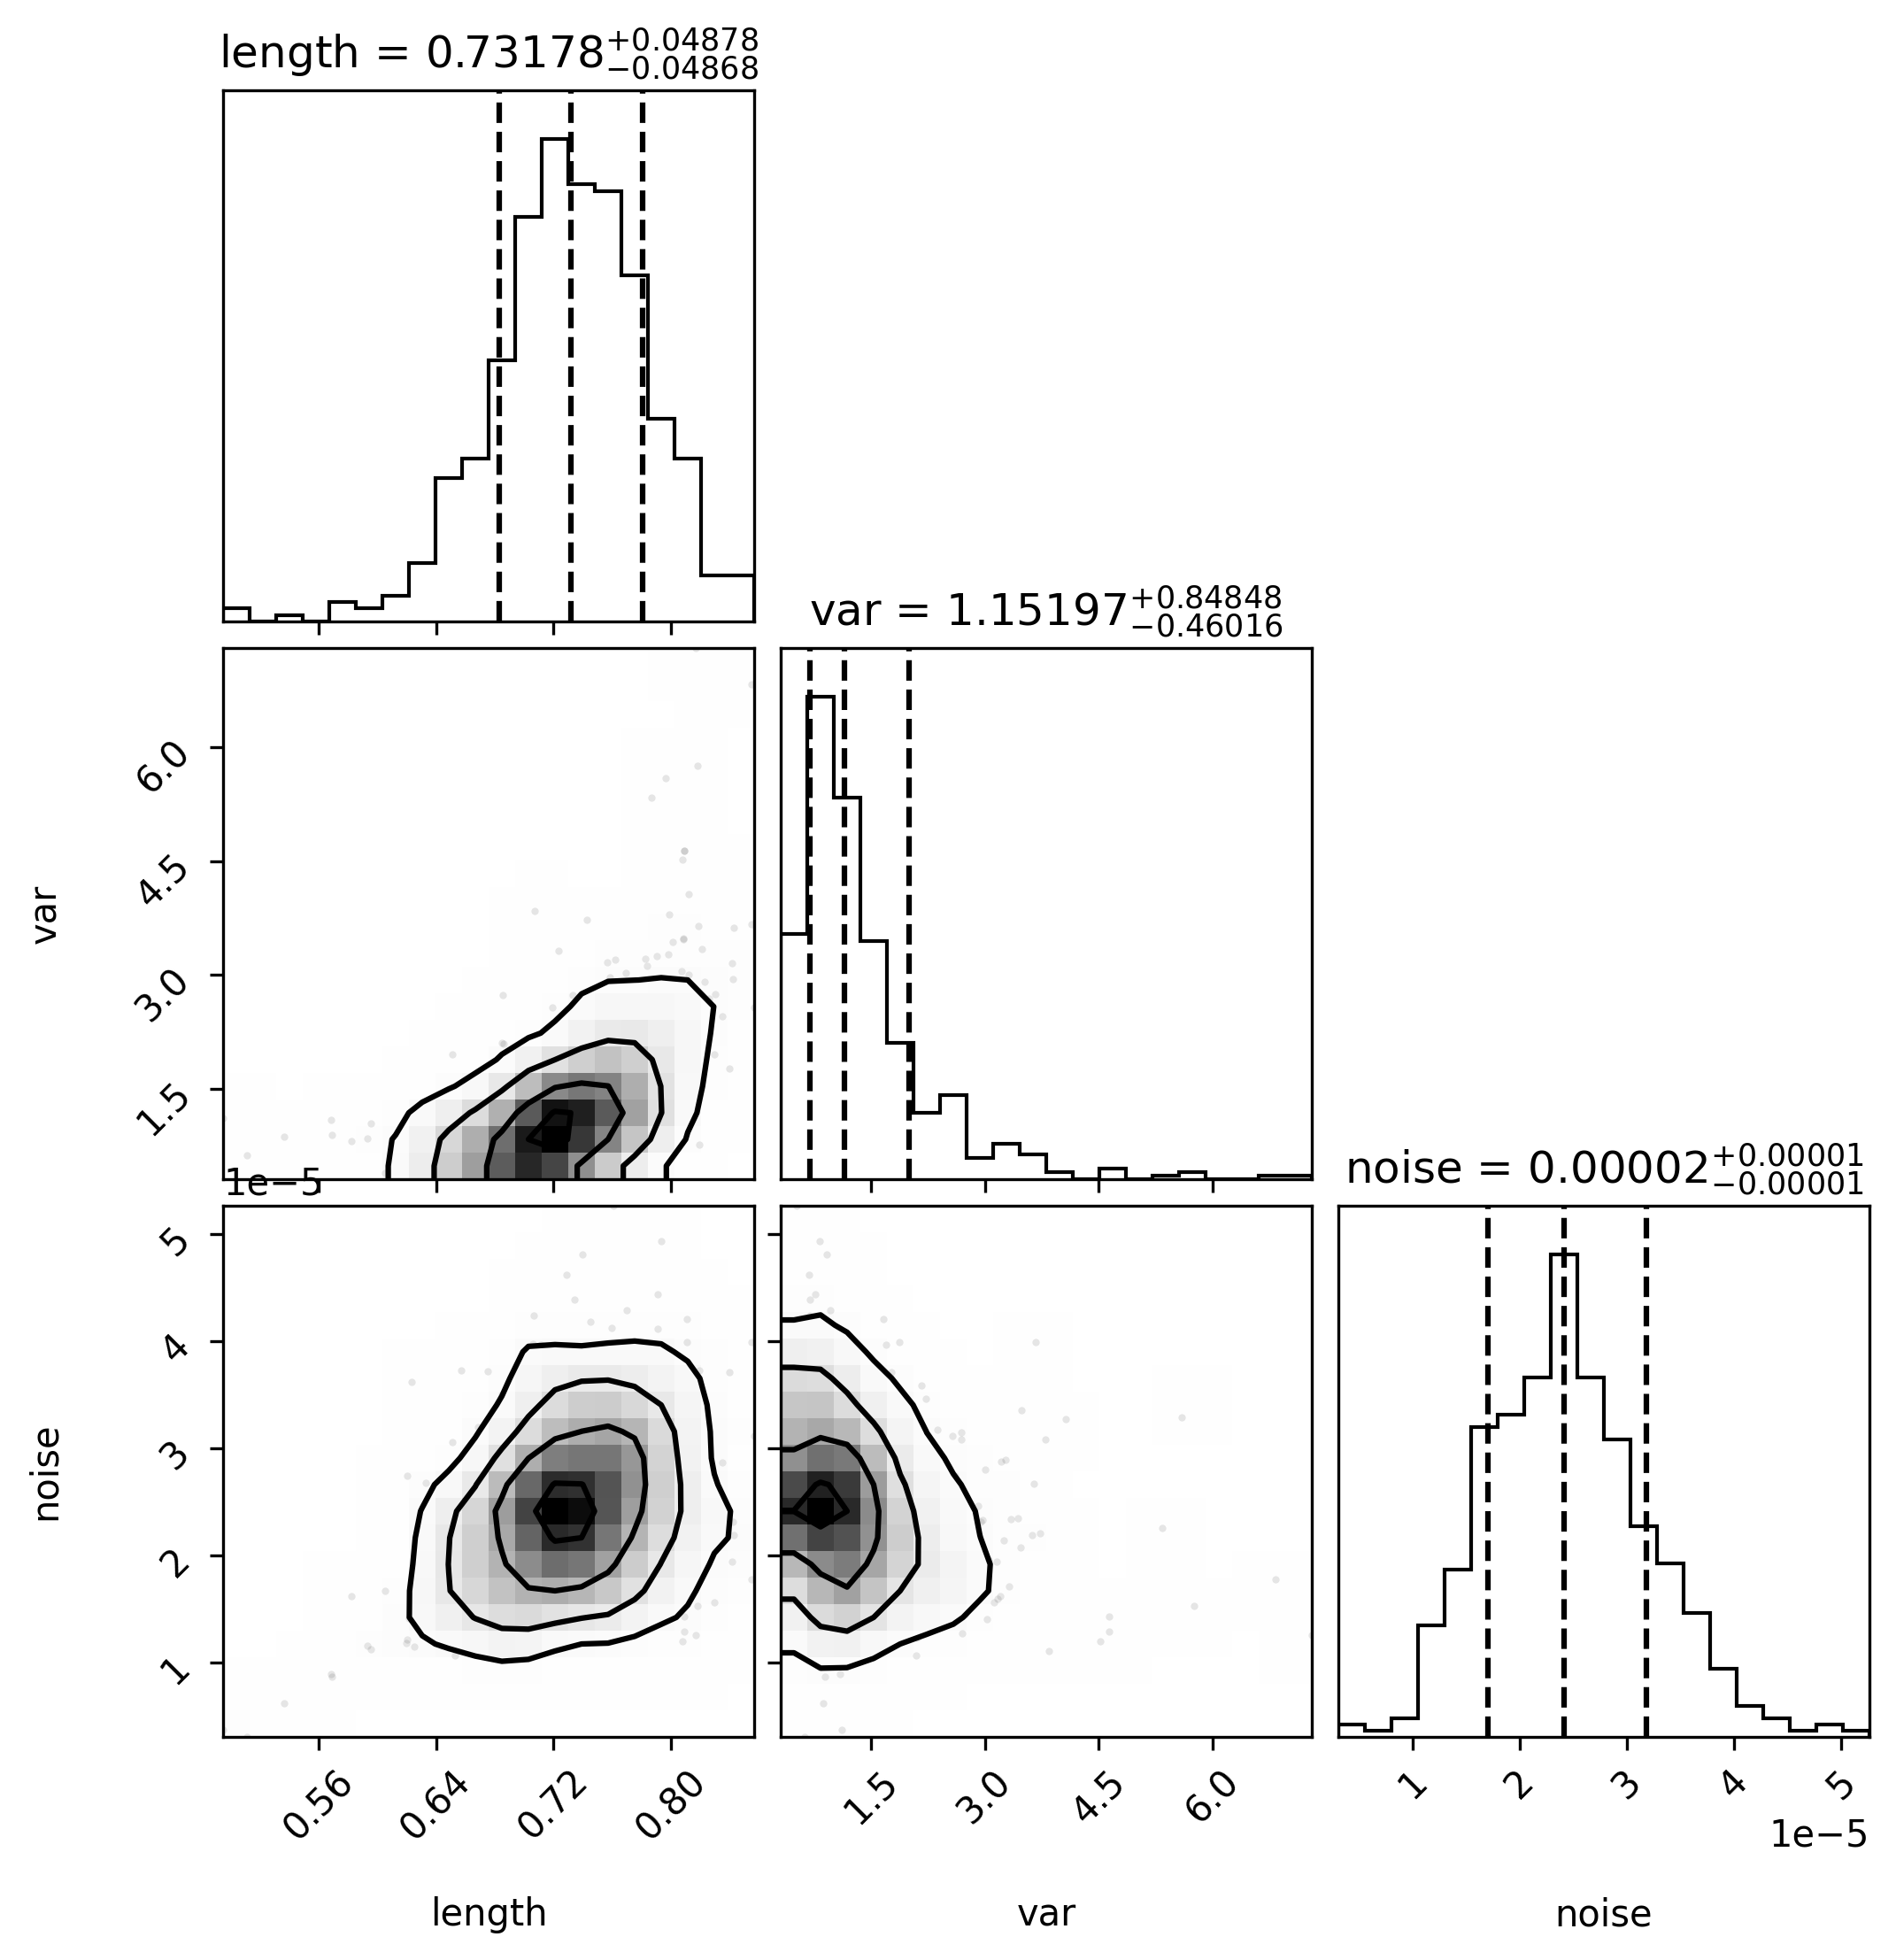 length = 0.73178+0.04878−0.04868
var = 1.15197+0.84848−0.46016
var
6.0
4.5
3.0
1.5
noise = 0.00002+0.00001−0.00001
1e−5
noise
5
4
3
2
1
0.56 0.64 0.72 0.80
1.5 3.0 4.5 6.0
1 2 3 4 5
1e−5
length var noise